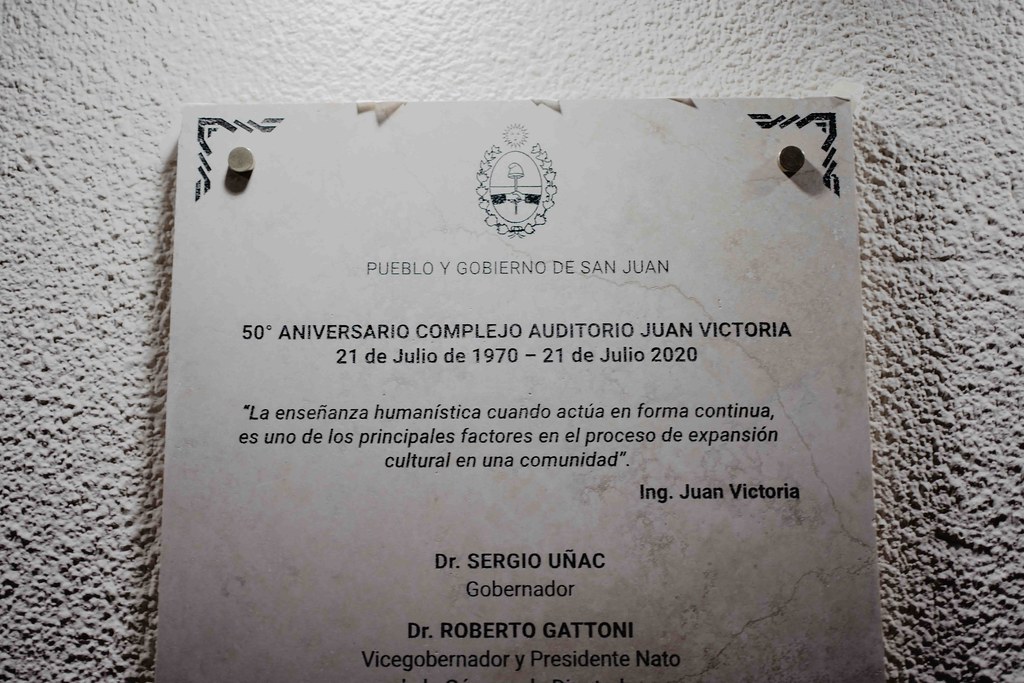 PUEBLO Y GOBIERNO DE SAN JUAN
50° ANIVERSARIO COMPLEJO AUDITORIO JUAN VICTORIA
21 de Julio de 1970 – 21 de Julio 2020
“La enseñanza humanística cuando actúa en forma continua,
es uno de los principales factores en el proceso de expansión
cultural en una comunidad”.
Ing. Juan Victoria
Dr. SERGIO UÑAC
Gobernador
Dr. ROBERTO GATTONI
Vicegobernador y Presidente Nato